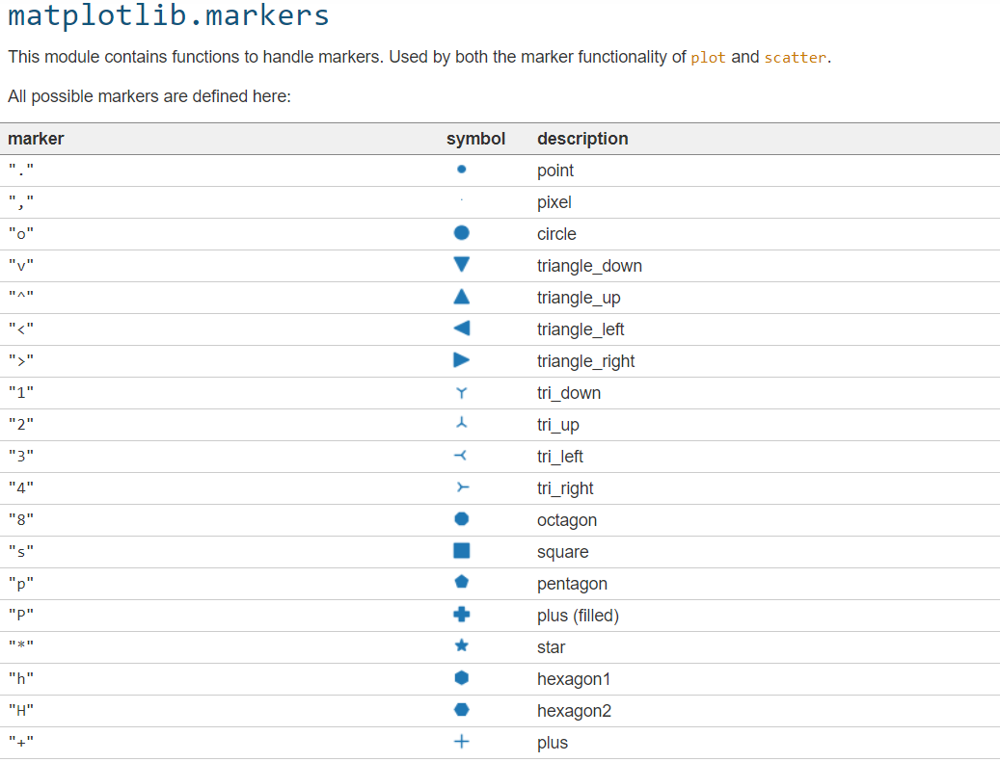 matplotlib.markers
This module contains functions to handle markers. Used by both the marker functionality of plot and scatter.
All possible markers are defined here:
marker symbol description
"." point
"," pixel
"o" circle
"v" triangle_down
"^" triangle_up
"<" triangle_left
">" triangle_right
"1" tri_down
"2" tri_up
"3" tri_left
"4" tri_right
"8" octagon
"s" square
"p" pentagon
"P" plus (filled)
"*" star
"h" hexagon1
"H" hexagon2
"+" plus